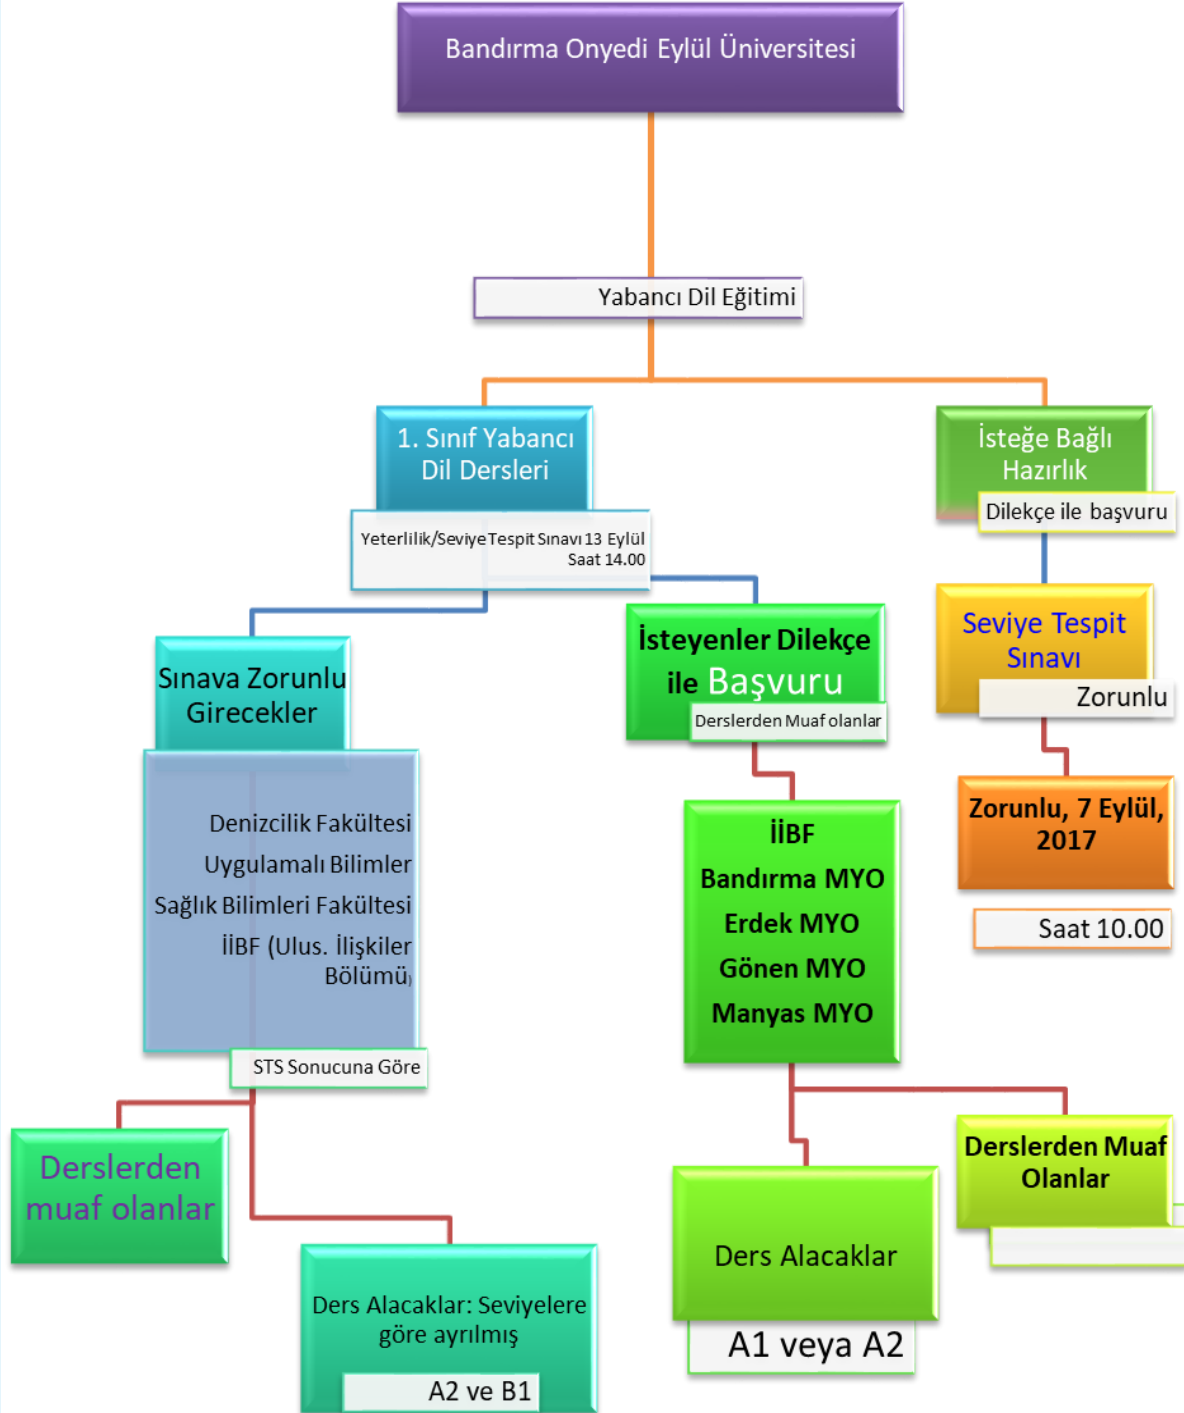 Bandırma Onyedi Eylül Üniversitesi
Yabancı Dil Eğitimi
1. Sınıf Yabancı
Dil Dersleri
Yeterlilik/Seviye Tespit Sınavı 13 Eylül
Saat 14.00
İsteğe Bağlı
Hazırlık
Dilekçe ile başvuru
Sınava Zorunlu
Girecekler
Denizcilik Fakültesi
Uygulamalı Bilimler
Sağlık Bilimleri Fakültesi
İİBF (Ulus. İlişkiler
Bölümü)
STS Sonucuna Göre
Derslerden
muaf olanlar
Ders Alacaklar: Seviyelere
göre ayrılmış
A2 ve B1
İsteyenler Dilekçe
ile Başvuru
Derslerden Muaf olanlar
İİBF
Bandırma MYO
Erdek MYO
Gönen MYO
Manyas MYO
Ders Alacaklar
A1 veya A2
Derslerden Muaf
Olanlar
Seviye Tespit
Sınavı
Zorunlu
Zorunlu, 7 Eylül,
2017
Saat 10.00